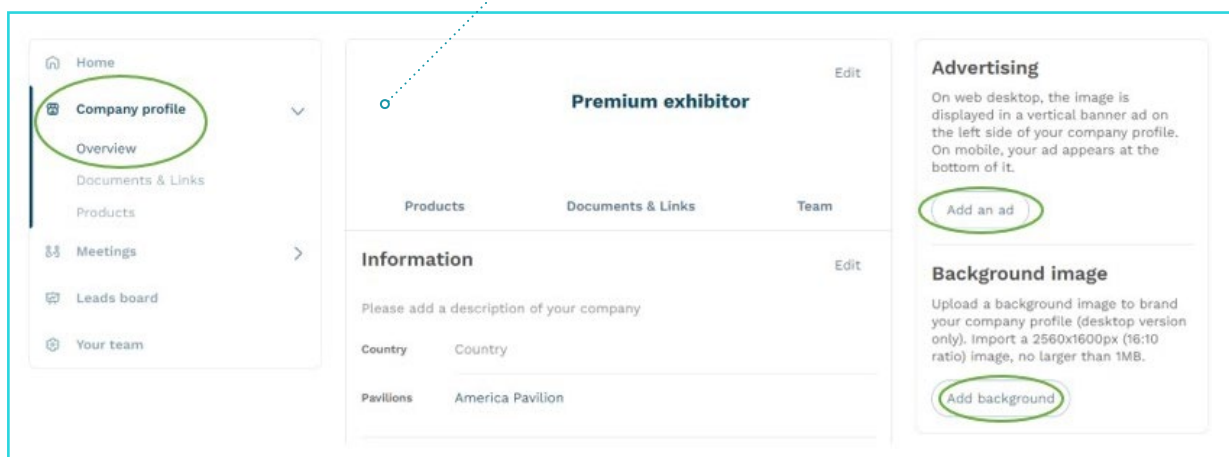 Home
Company profile
Overview
Documents & Links
Products
Meetings
Leads board
Your team
Edit
Premium exhibitor
Products Documents & Links Team
Information
Edit
Please add a description of your company
Country Country
Pavilions America Pavilion
Advertising
On web desktop, the image is
displayed in a vertical banner ad on
the left side of your company profile.
On mobile, your ad appears at the
bottom of it.
Add an ad
Background image
Upload a background image to brand
your company profile (desktop version
only). Import a 2560x1600px (16:10
ratio) image, no larger than 1MB.
Add background